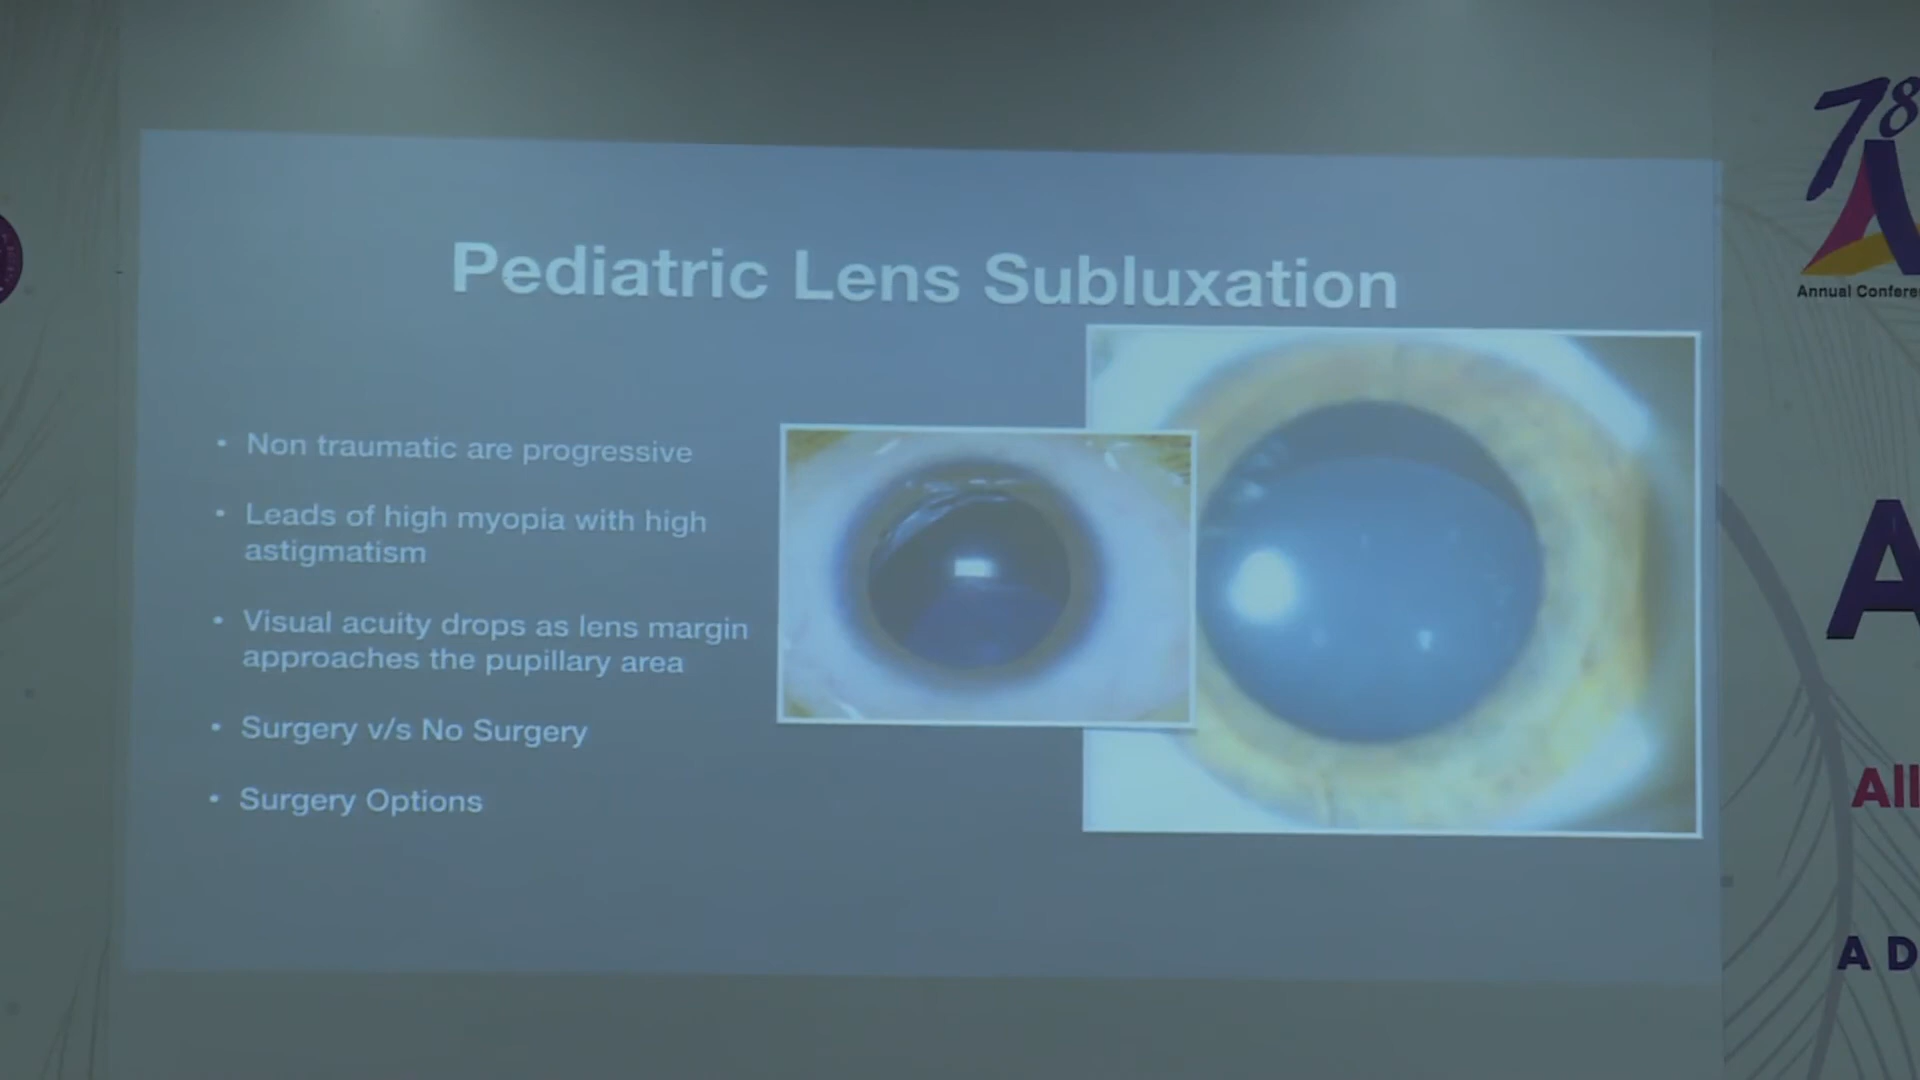 78
Annual Confere
Pediatric Lens Subluxation
• Non traumatic are progressive
• Leads of high myopia with high
astigmatism
• Visual acuity drops as lens margin
approaches the pupillary area
• Surgery v/s No Surgery
• Surgery Options
A
All
A D